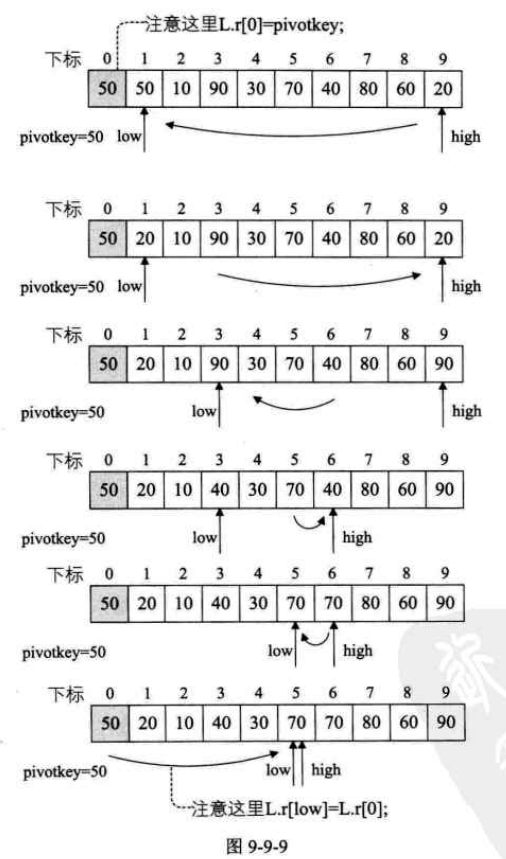 注意这里L.r[0]=pivotkey;
下标 0 1 2 3 4 5 6 7 8 9
50 50 10 90 30 70 40 80 60 20
pivotkey=50 low high
下标 0 1 2 3 4 5 6 7 8 9
50 20 10 90 30 70 40 80 60 20
pivotkey=50 low high
下标 0 1 2 3 4 5 6 7 8 9
50 20 10 90 30 70 40 80 60 90
pivotkey=50 low high
下标 0 1 2 3 4 5 6 7 8 9
50 20 10 40 30 70 40 80 60 90
pivotkey=50 low high
下标 0 1 2 3 4 5 6 7 8 9
50 20 10 40 30 70 70 80 60 90
pivotkey=50 low high
下标 0 1 2 3 4 5 6 7 8 9
50 20 10 40 30 70 70 80 60 90
pivotkey=50 low high
注意这里L.r[low]=L.r[0];
图 9-9-9